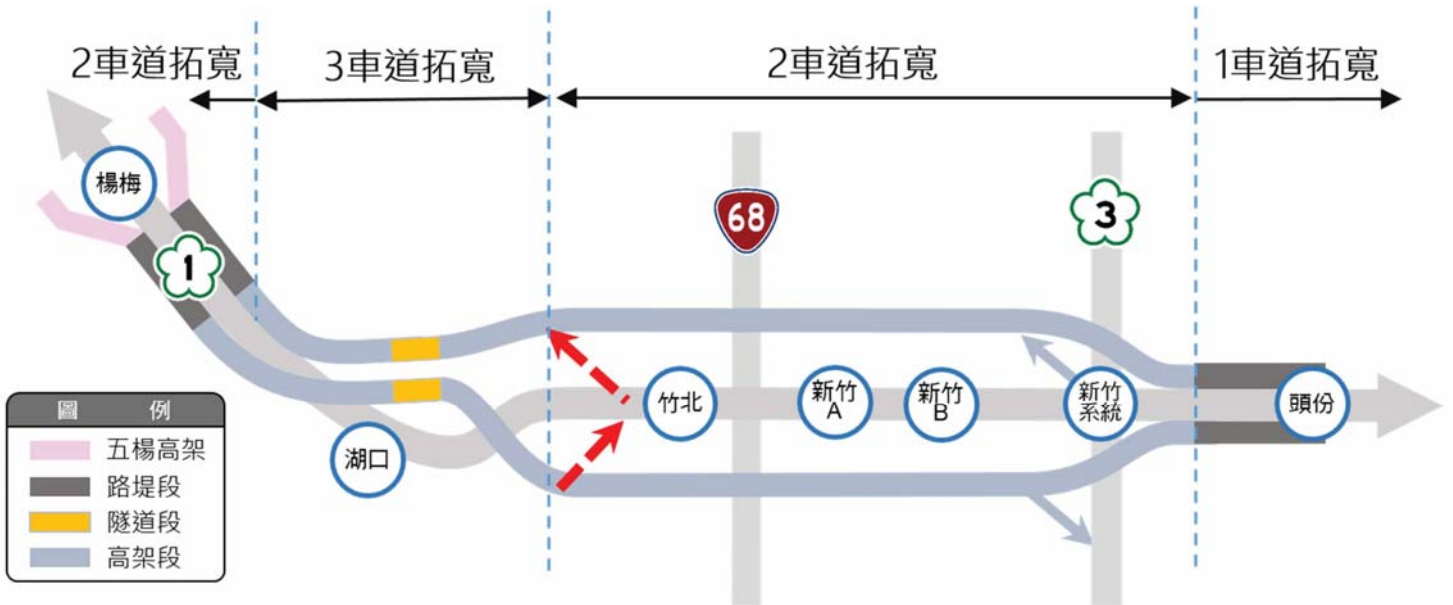 2車道拓寬
3車道拓寬
2車道拓寬
1車道拓寬
楊梅
1
68
3
湖口
竹北
新竹
A
新竹
B
新竹
系統
頭份
圖 例
五楊高架
路堤段
隧道段
高架段